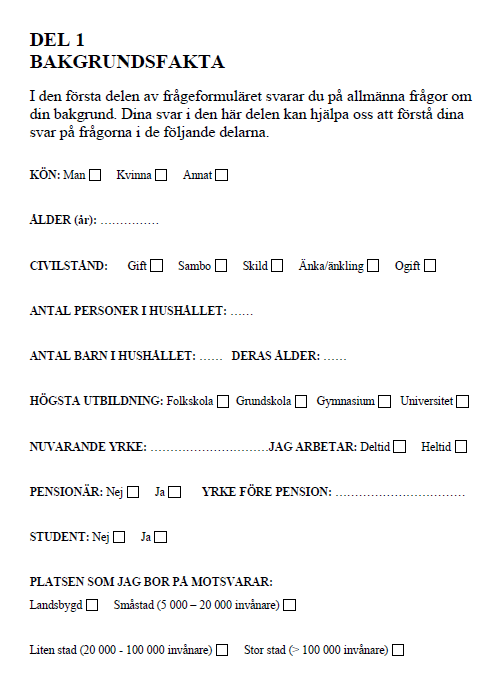 DEL 1
BAKGRUNDSFAKTA
I den första delen av frågeformuläret svarar du på allmänna frågor om
din bakgrund. Dina svar i den här delen kan hjälpa oss att förstå dina
svar på frågorna i de följande delarna.
KÖN: Man □ Kvinna □ Annat □
ÅLDER (år): ……………
CIVILSTÅND: Gift □ Sambo □ Skild □ Änka/änkling □ Ogift □
ANTAL PERSONER I HUSHÅLLET: ……
ANTAL BARN I HUSHÅLLET: …… DERAS ÅLDER: ……
HÖGSTA UTBILDNING: Folkskola □ Grundskola □ Gymnasium □ Universitet □
NUVARANDE YRKE: …………………………JAG ARBETAR: Deltid □ Heltid □
PENSIONÄR: Nej □ Ja □ YRKE FÖRE PENSION: ……………………………
STUDENT: Nej □ Ja □
PLATSEN SOM JAG BOR PÅ MOTSVARAR:
Landsbygd □ Småstad (5 000 – 20 000 invånare) □
Liten stad (20 000 - 100 000 invånare) □ Stor stad (> 100 000 invånare) □